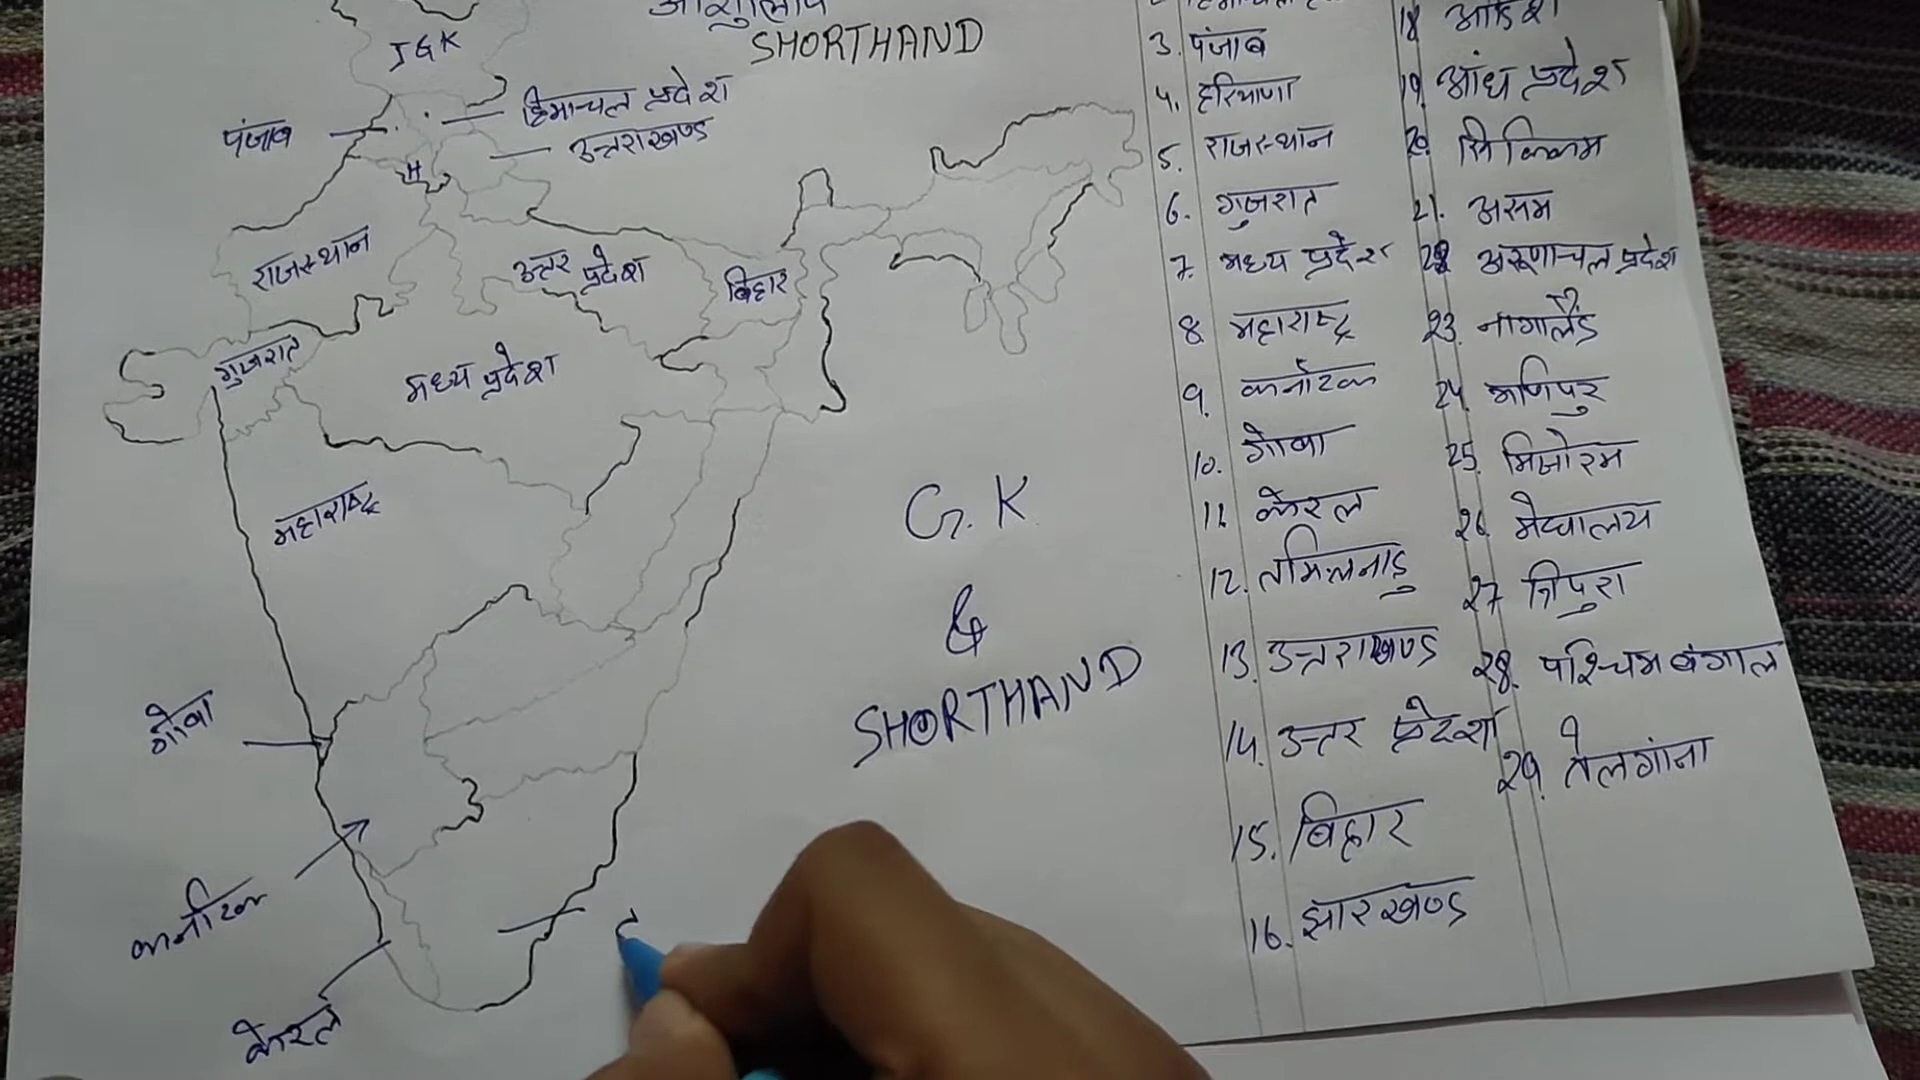 आशुलिपि
SHORTHAND
J&K
हिमाचल प्रदेश
पंजाब
उत्तराखण्ड
H
राजस्थान
उत्तर प्रदेश
बिहार
गुजरात
मध्य प्रदेश
महाराष्ट्र
गोवा
कर्नाटक
केरल
G.K
&
SHORTHAND
3. पंजाब
4. हरियाणा
5. राजस्थान
6. गुजरात
7. मध्य प्रदेश
8 महाराष्ट्र
9. कर्नाटक
10. गोवा
11. केरल
12. तमिलनाडु
13. उत्तराखण्ड
14. उत्तर प्रदेश
15. बिहार
16. झारखण्ड
18
19. आंध्र प्रदेश
20. सिक्किम
21. असम
22 अरूणाचल प्रदेश
23. नागालैंड
24. मणिपुर
25. मिजोरम
26. मेघालय
27 त्रिपुरा
28. पश्चिम बंगाल
29. तेलगांना